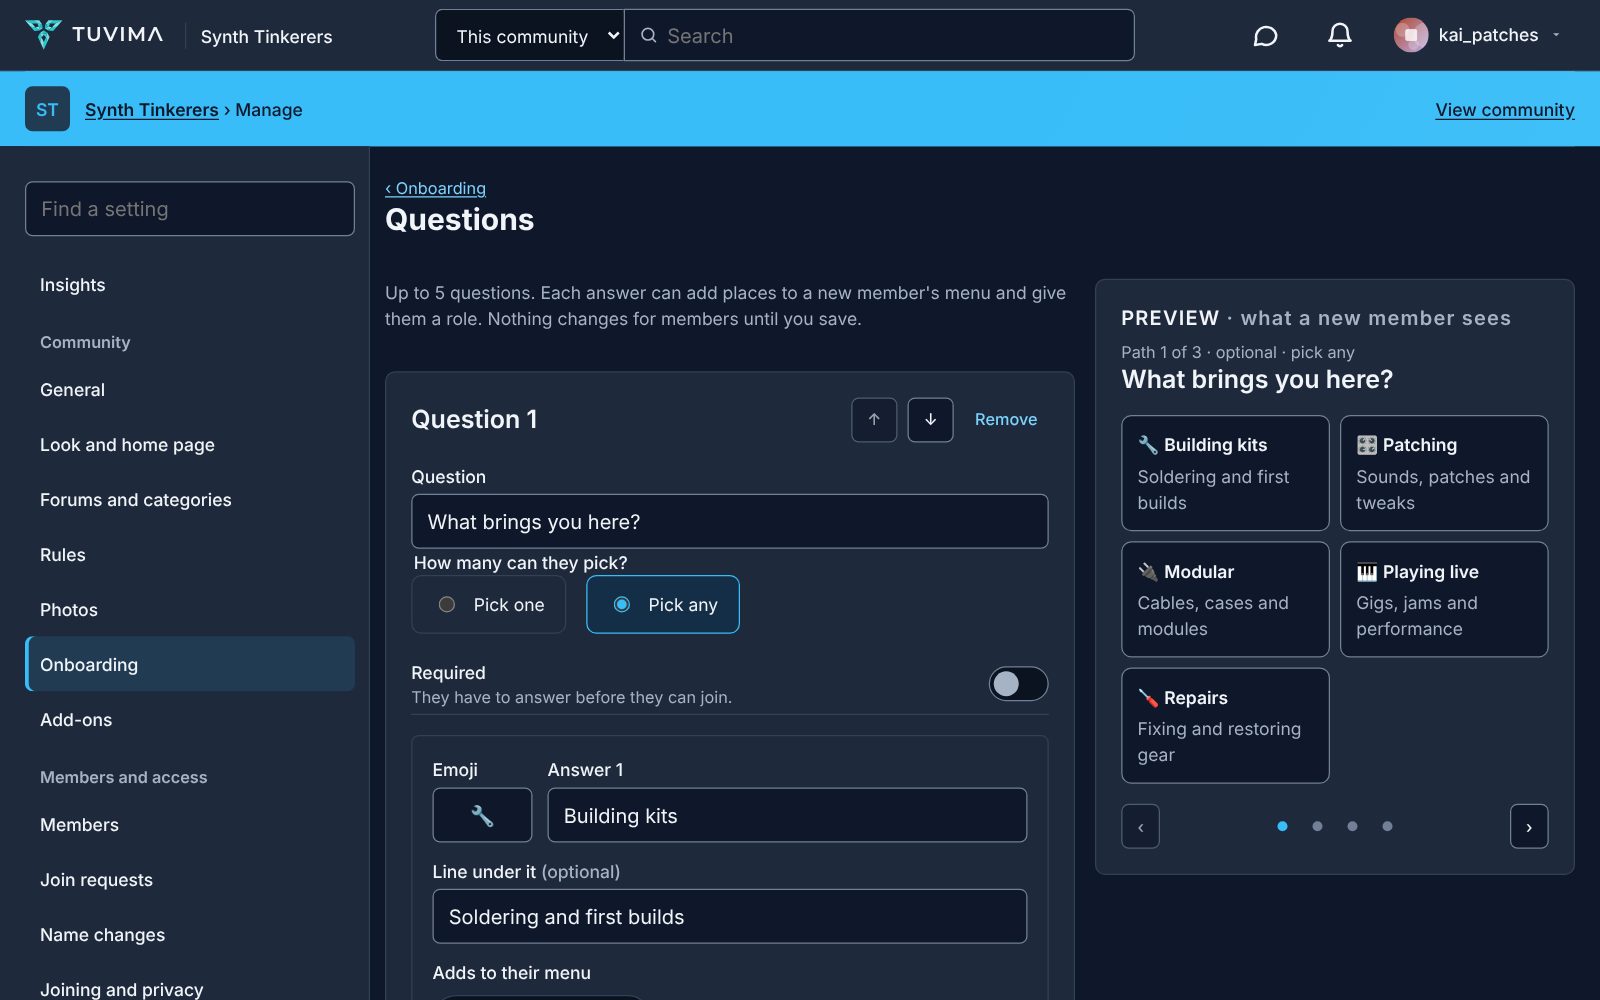 TUVIMA
Synth Tinkerers
This community
Search
kai_patches
ST
Synth Tinkerers › Manage
View community
Find a setting
Insights
Community
General
Look and home page
Forums and categories
Rules
Photos
Onboarding
Add-ons
Members and access
Members
Join requests
Name changes
Joining and privacy
‹ Onboarding
Questions
Up to 5 questions. Each answer can add places to a new member's menu and give
them a role. Nothing changes for members until you save.
Question 1
↑
↓
Remove
Question
What brings you here?
How many can they pick?
Pick one
Pick any
Required
They have to answer before they can join.
Emoji
Answer 1
🔧
Building kits
Line under it (optional)
Soldering and first builds
Adds to their menu
PREVIEW · what a new member sees
Path 1 of 3 · optional · pick any
What brings you here?
🔧 Building kits
Soldering and first
builds
🎛️ Patching
Sounds, patches and
tweaks
🔌 Modular
Cables, cases and
modules
🎹 Playing live
Gigs, jams and
performance
🪛 Repairs
Fixing and restoring
gear
‹
›